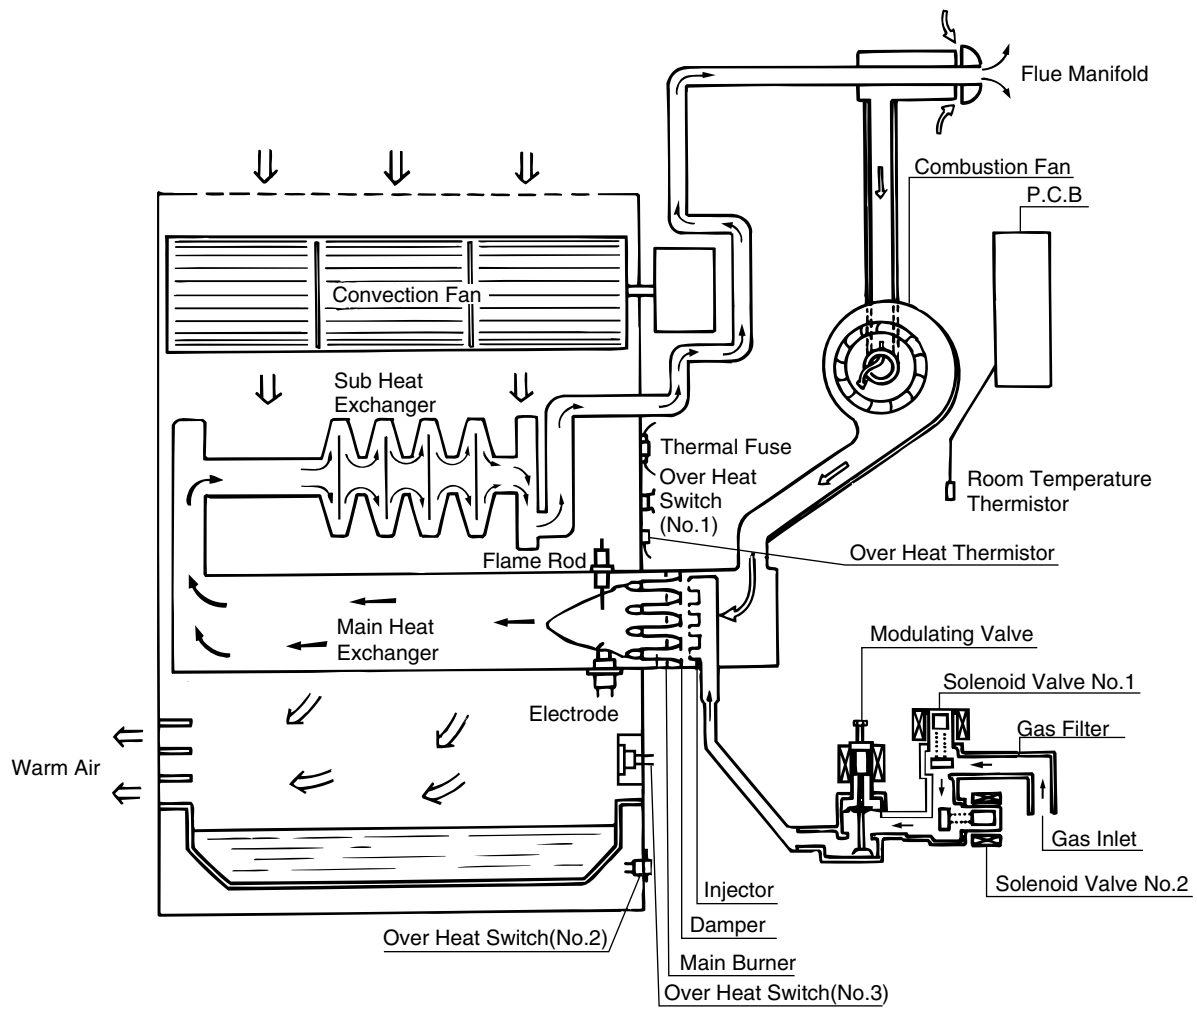 Flue Manifold
Combustion Fan
P.C.B
Convection Fan
Sub Heat
Exchanger
Thermal Fuse
Over Heat
Switch
(No.1)
Room Temperature
Thermistor
Over Heat Thermistor
Flame Rod
Main Heat
Exchanger
Modulating Valve
Solenoid Valve No.1
Electrode
Gas Filter
Warm Air
Gas Inlet
Solenoid Valve No.2
Injector
Damper
Over Heat Switch(No.2)
Main Burner
Over Heat Switch(No.3)